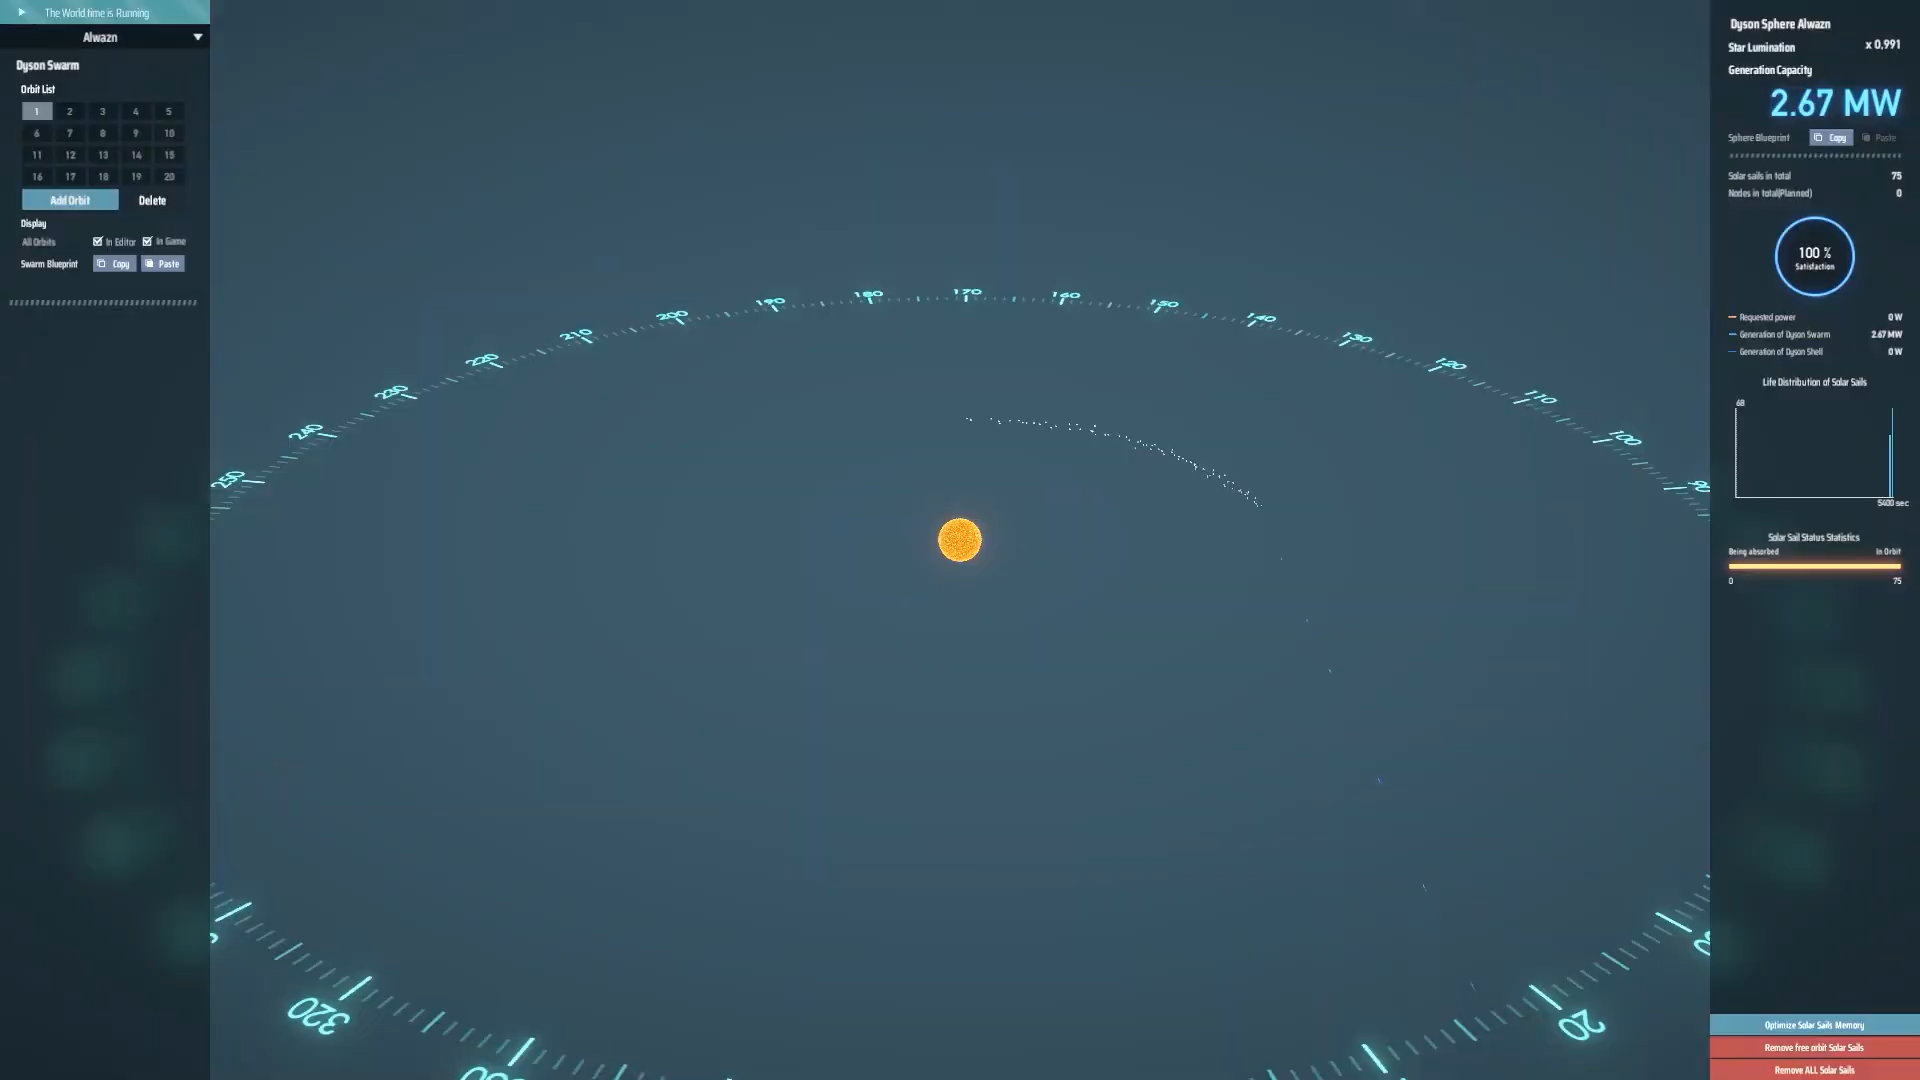 The World time is Running
Alwazn
Dyson Swarm
Orbit List
1 2 3 4 5
6 7 8 9 10
11 12 13 14 15
16 17 18 19 20
Add Orbit Delete
Display
All Orbits In Editor In Game
Swarm Blueprint Copy Paste
180 170 160
200 190 150 140
220 210 130 120
230 110
240 100
250 90
320 20
Dyson Sphere Alwazn
Star Lumination x 0.991
Generation Capacity
2.67 MW
Sphere Blueprint Copy Paste
Solar sails in total 75
Nodes in total(Planned) 0
100 %
Satisfaction
Requested power 0 W
Generation of Dyson Swarm 2.67 MW
Generation of Dyson Shell 0 W
Life Distribution of Solar Sails
68
5400 sec
Solar Sail Status Statistics
Being absorbed In Orbit
0 75
Optimize Solar Sails Memory
Remove free orbit Solar Sails
Remove ALL Solar Sails